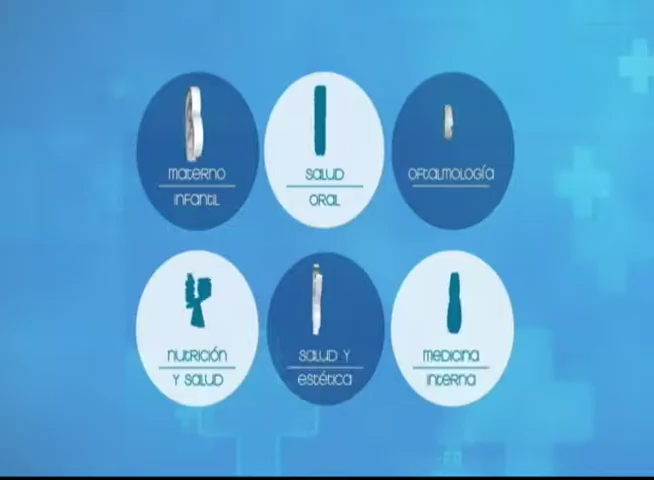 materno
infantil
salud
oral
oftalmología
nutrición
y salud
salud y
estética
medicina
interna